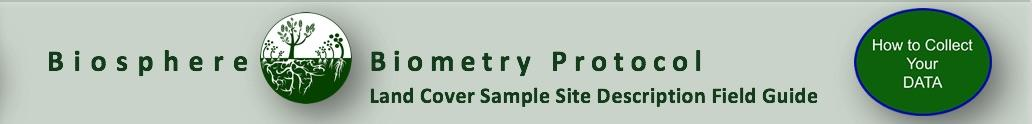 Biosphere
Biometry Protocol
Land Cover Sample Site Description Field Guide
How to Collect
Your
DATA